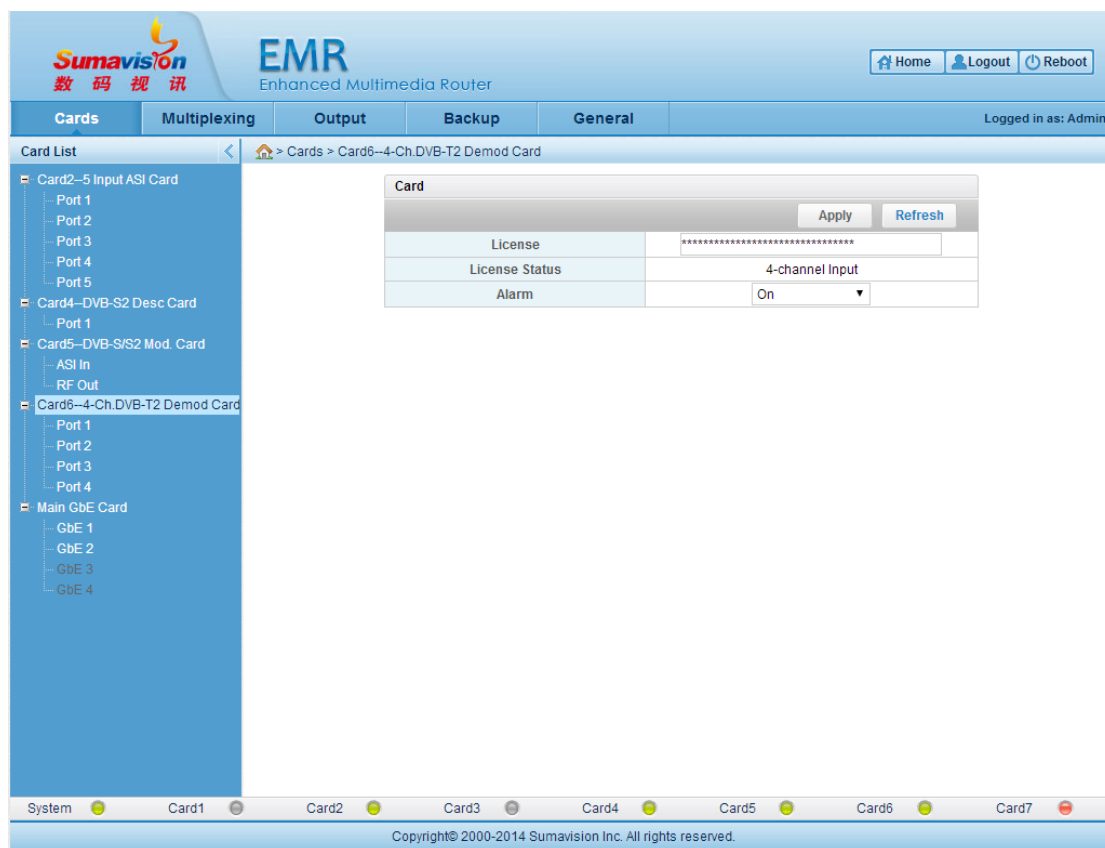 Sumavision
数码视讯
EMR
Enhanced Multimedia Router
Home
Logout
Reboot
Cards
Multiplexing
Output
Backup
General
Logged in as: Admin
Card List
> Cards > Card6--4-Ch.DVB-T2 Demod Card
Card2--5 Input ASI Card
Port 1
Port 2
Port 3
Port 4
Port 5
Card4--DVB-S2 Desc Card
Port 1
Card5--DVB-S/S2 Mod. Card
ASI In
RF Out
Card6--4-Ch.DVB-T2 Demod Card
Port 1
Port 2
Port 3
Port 4
Main GbE Card
GbE 1
GbE 2
GbE 3
GbE 4
Card
Apply
Refresh
License
********************************
License Status
4-channel Input
Alarm
On
System
Card1
Card2
Card3
Card4
Card5
Card6
Card7
Copyright© 2000-2014 Sumavision Inc. All rights reserved.